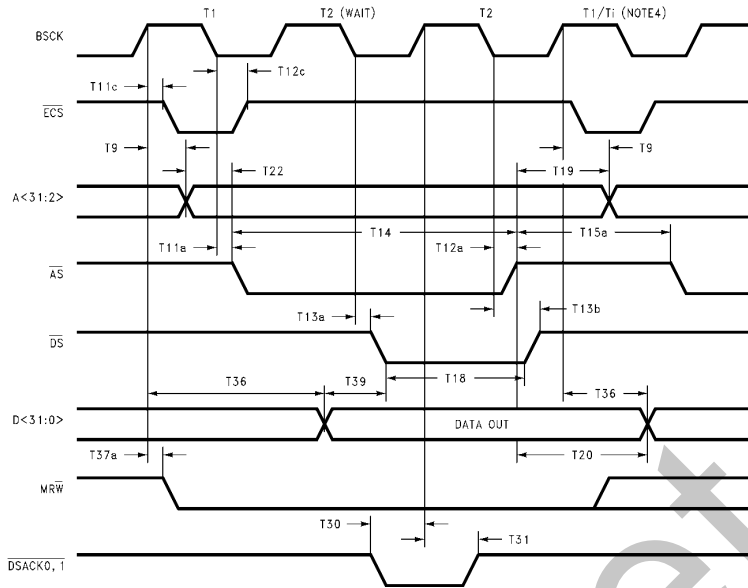 T1 T2 (WAIT) T2 T1/Ti (NOTE4)
BSCK
T11c T12c
ECS
T9 T22 T19 T9
A<31:2>
T11a T14 T12a T15a
AS
T13a T13b
DS
T36 T39 T18 T36
D<31:0> DATA OUT
T37a T20
MRW
T30 T31
DSACK0, 1